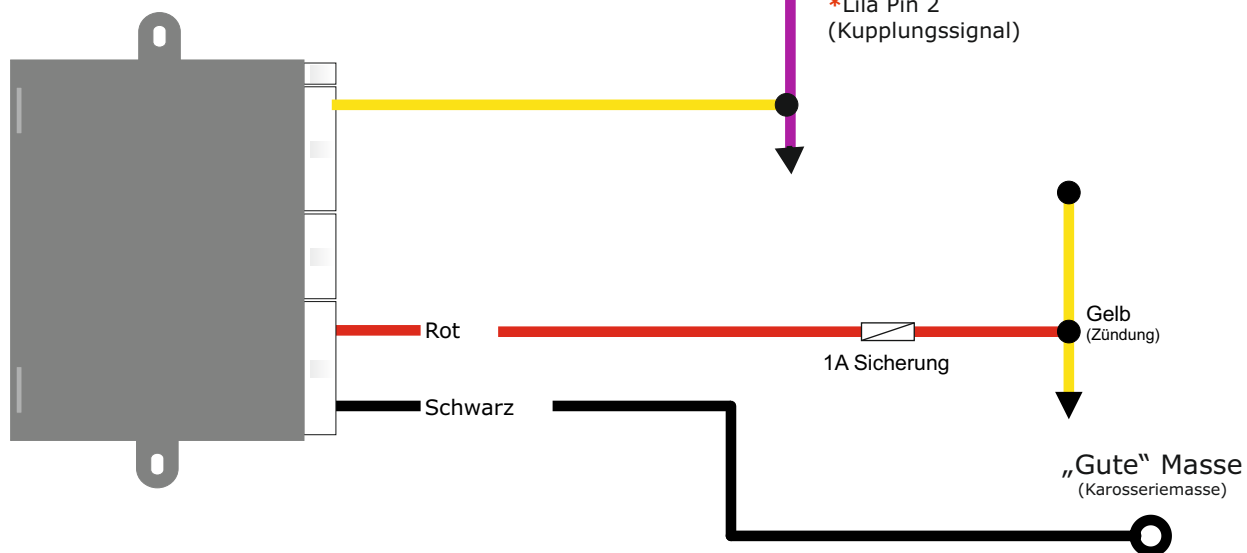 *Lila Pin 2
(Kupplungssignal)
Gelb
(Zündung)
Rot
1A Sicherung
Schwarz
„Gute“ Masse
(Karosseriemasse)